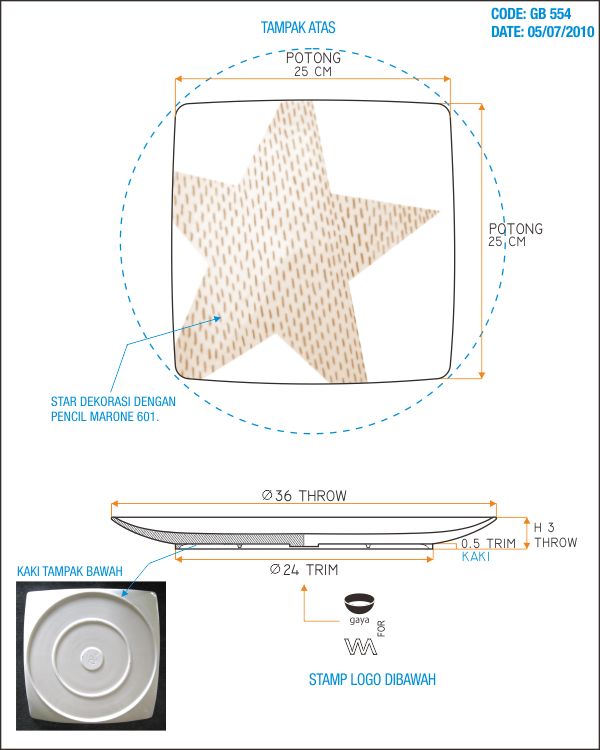 CODE: GB 554
DATE: 05/07/2010
TAMPAK ATAS
POTONG
25 CM
POTONG
25 CM
STAR DEKORASI DENGAN
PENCIL MARONE 601.
Ø36 THROW
H 3
THROW
0.5 TRIM
KAKI
Ø24 TRIM
KAKI TAMPAK BAWAH
gaya
FOR
STAMP LOGO DIBAWAH